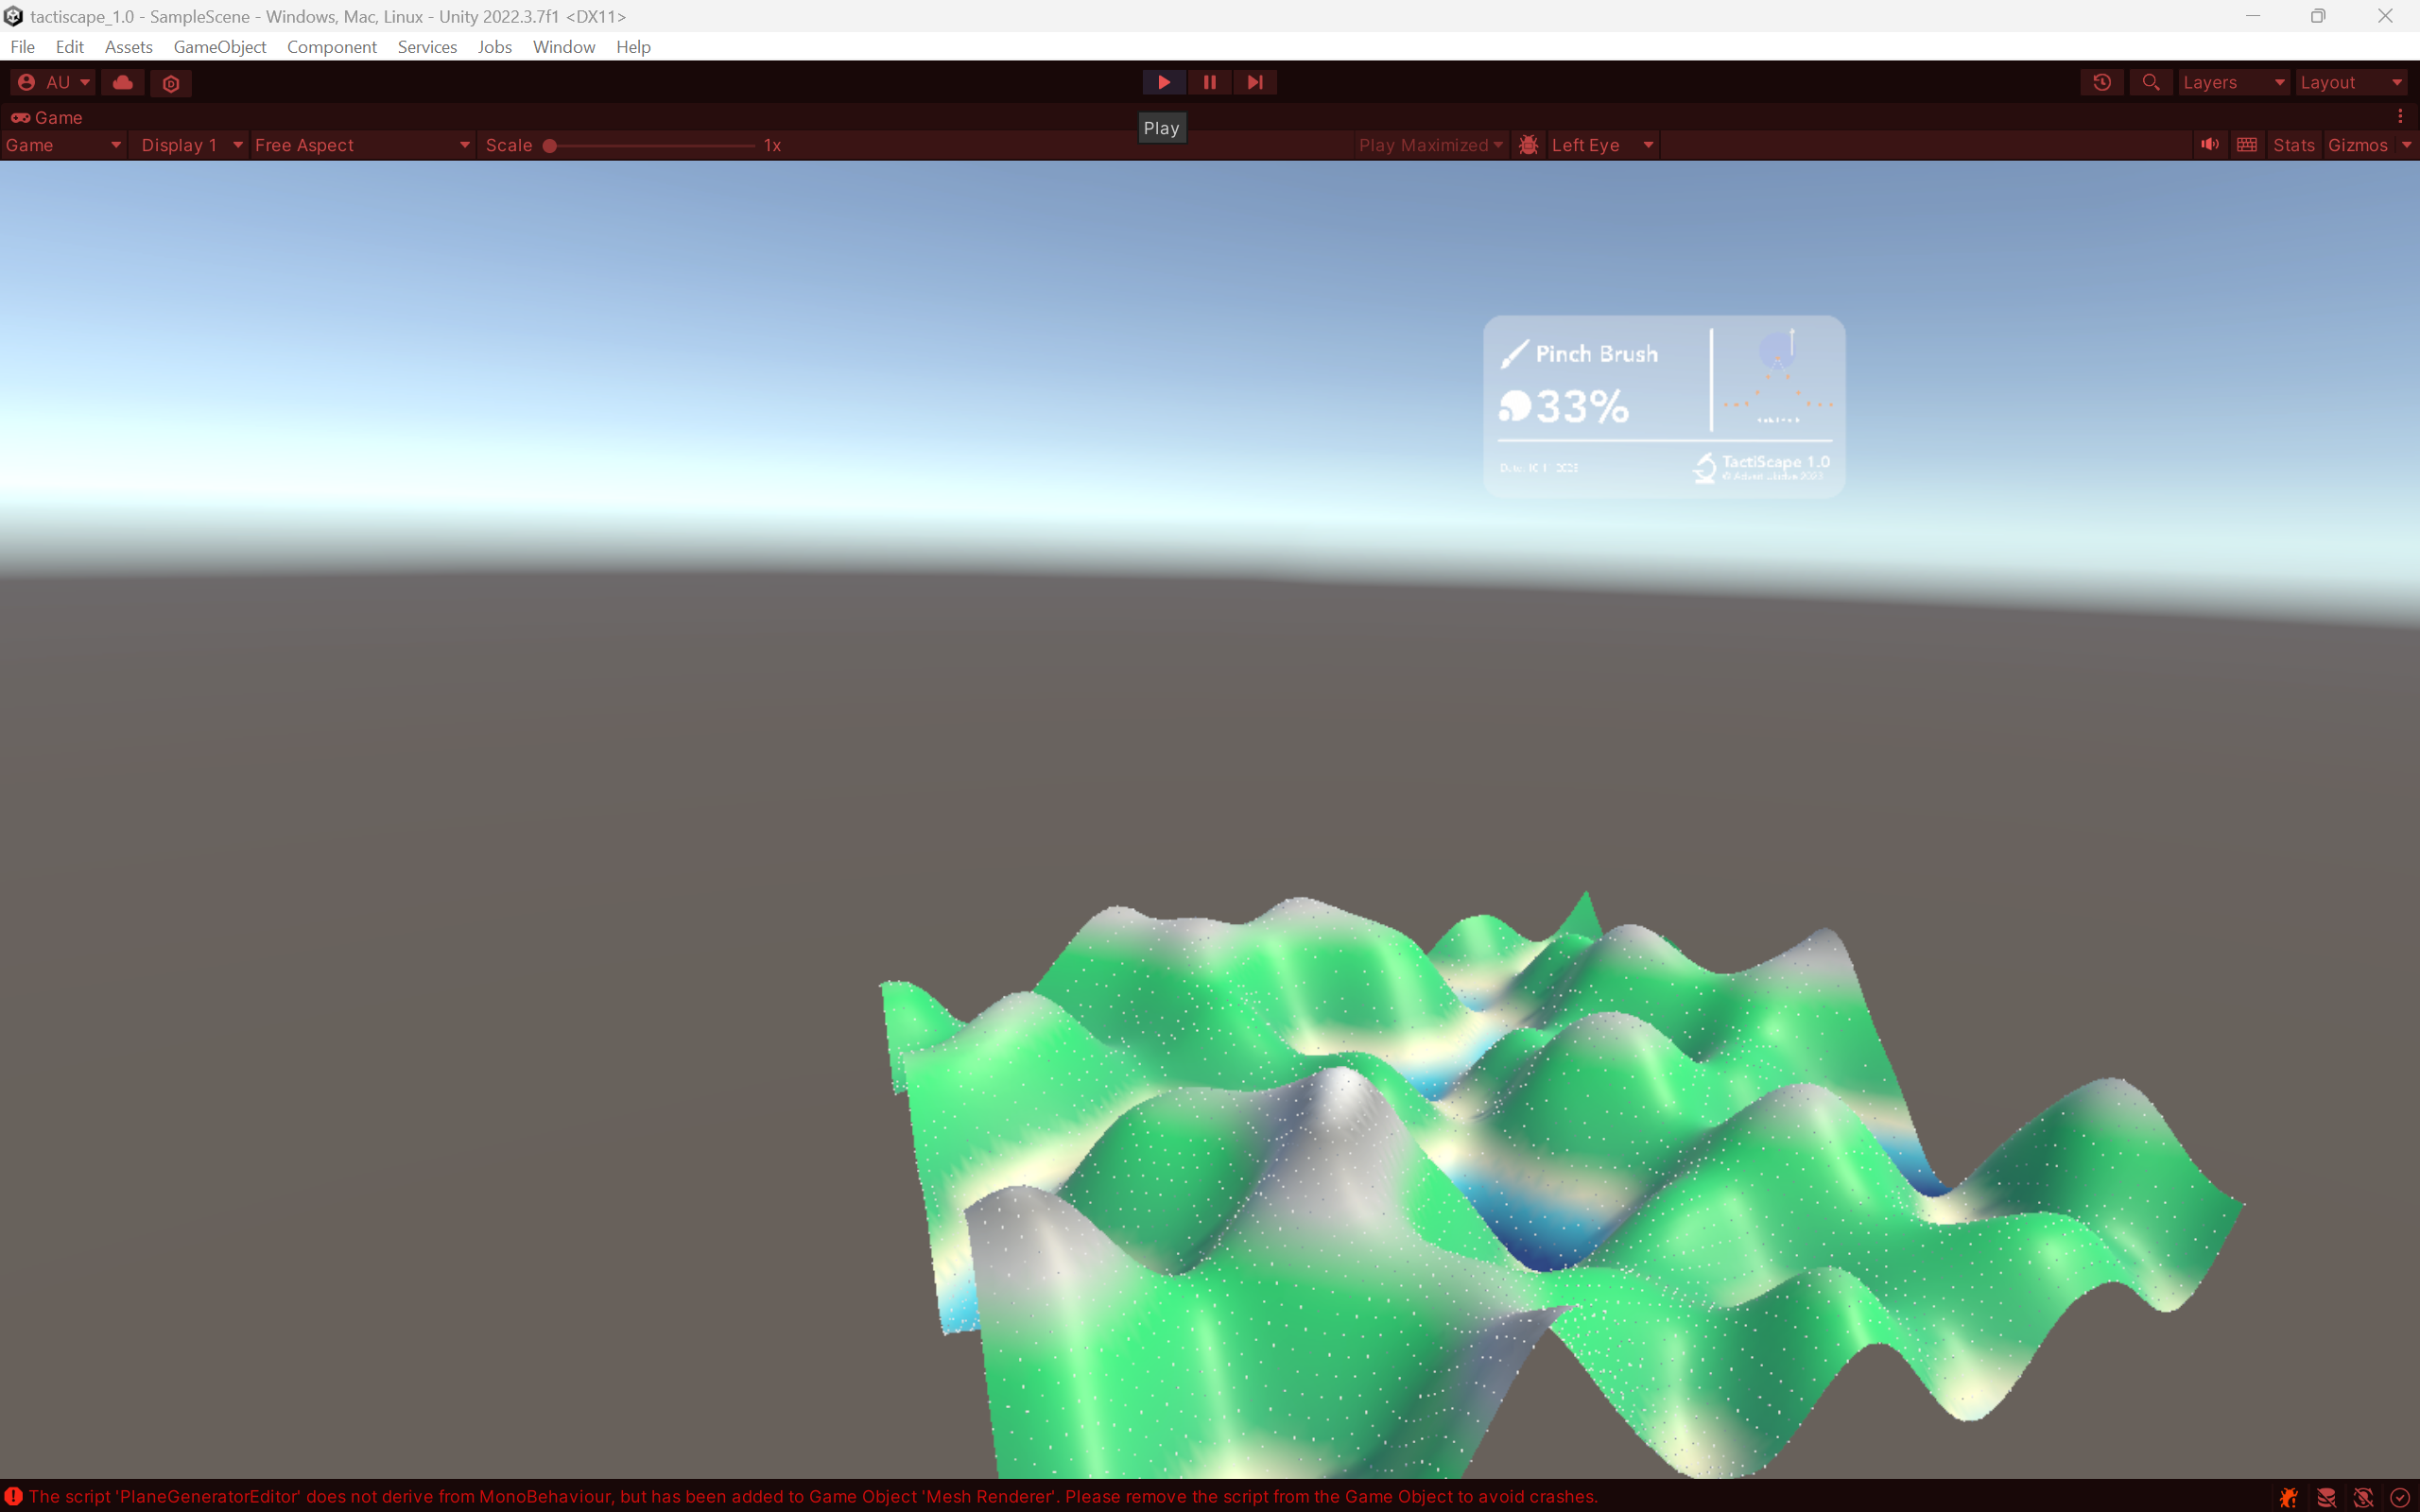 tactiscape_1.0 - SampleScene - Windows, Mac, Linux - Unity 2022.3.7f1 <DX11>
File Edit Assets GameObject Component Services Jobs Window Help
AU Layers Layout
Game
Play
Game Display 1 Free Aspect Scale 1x Play Maximized Left Eye Stats Gizmos
Pinch Brush
33%
TactiScape 1.0
The script 'PlaneGeneratorEditor' does not derive from MonoBehaviour, but has been added to Game Object 'Mesh Renderer'. Please remove the script from the Game Object to avoid crashes.